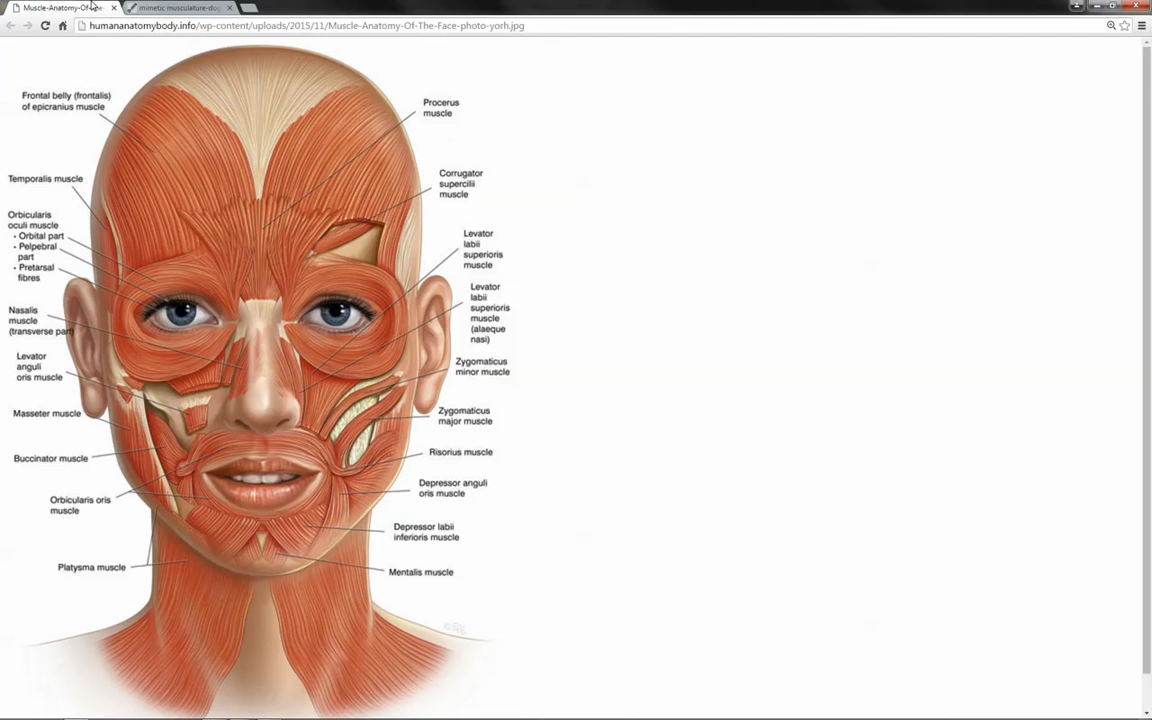 Muscle-Anatomy-Of-
mimetic musculature-dog
humananatomybody.info/wp-content/uploads/2015/11/Muscle-Anatomy-Of-The-Face-photo-yorh.jpg
Frontal belly (frontalis)
of epicranius muscle
Temporalis muscle
Orbicularis
oculi muscle
• Orbital part
• Pelpebral
part
• Pretarsal
fibres
Nasalis
muscle
(transverse part)
Levator
anguli
oris muscle
Masseter muscle
Buccinator muscle
Orbicularis oris
muscle
Platysma muscle
Procerus
muscle
Corrugator
supercilii
muscle
Levator
labii
superioris
muscle
Levator
labii
superioris
muscle
(alaeque
nasi)
Zygomaticus
minor muscle
Zygomaticus
major muscle
Risorius muscle
Depressor anguli
oris muscle
Depressor labii
inferioris muscle
Mentalis muscle